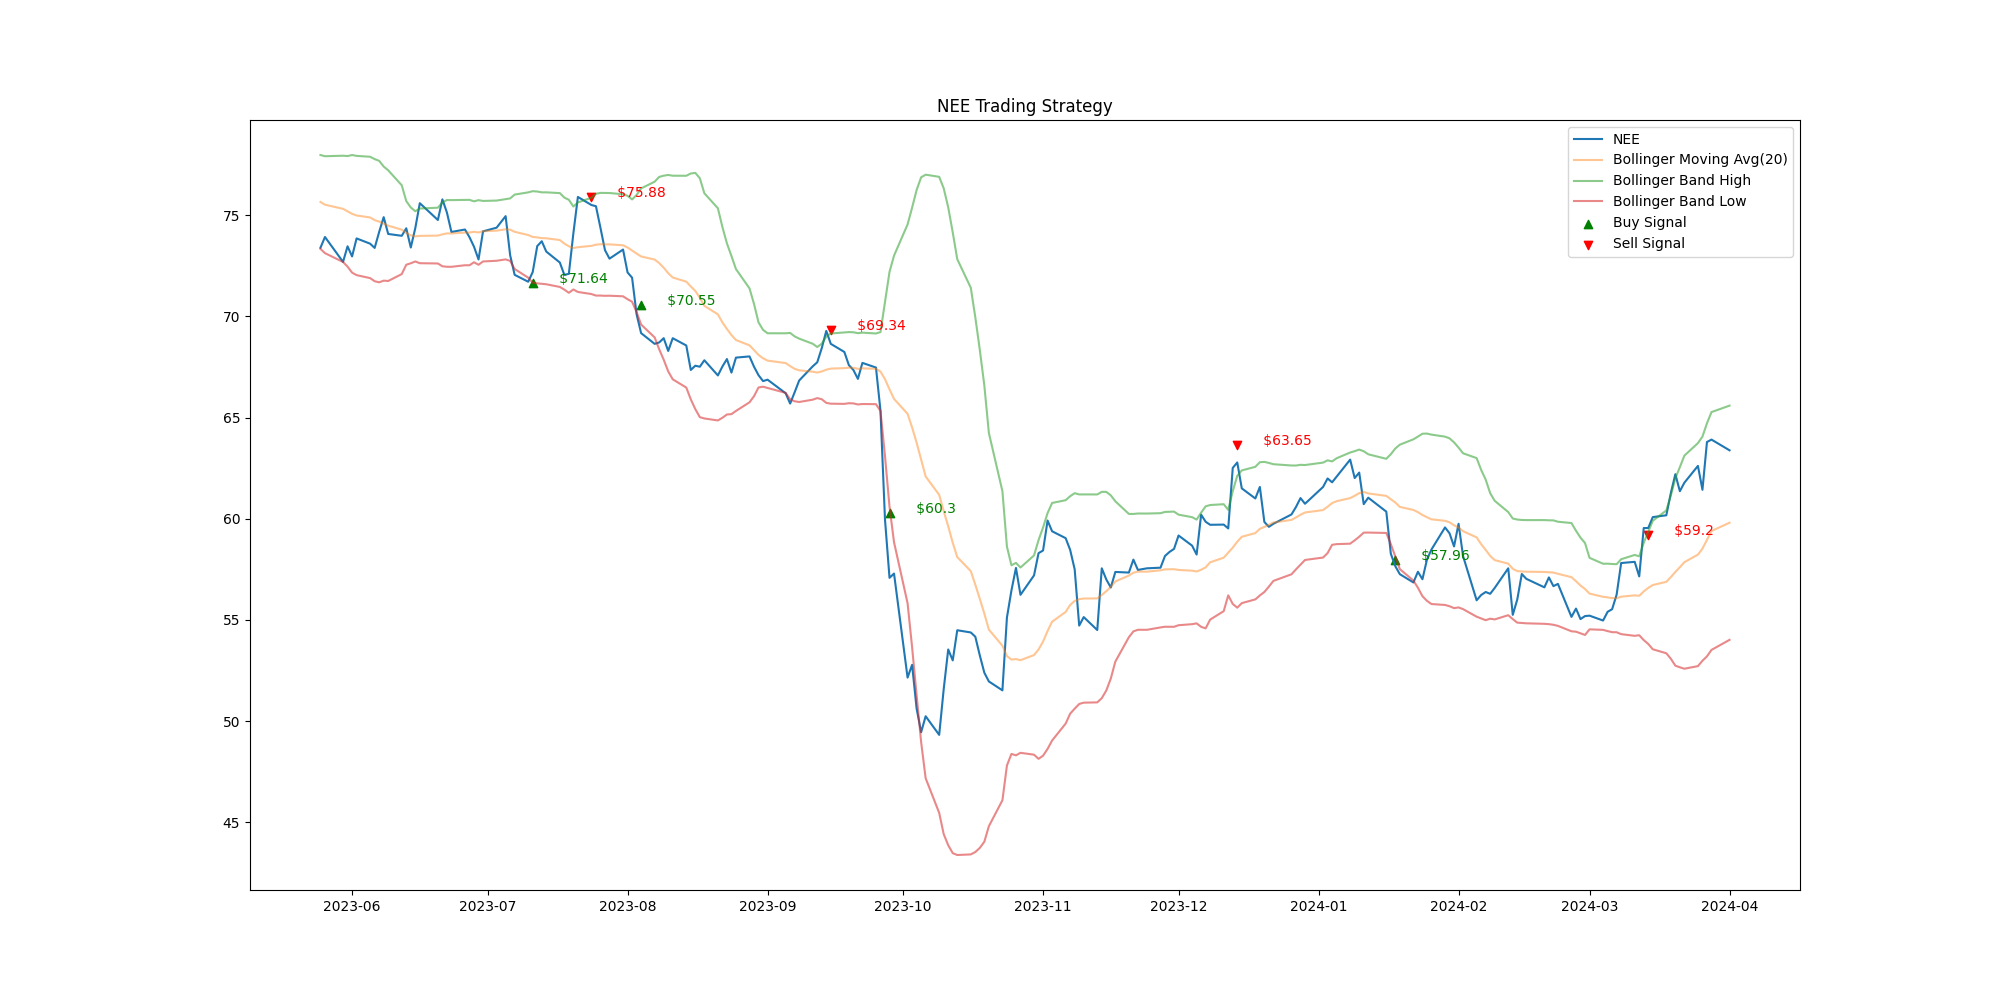 NEE Trading Strategy
NEE
Bollinger Moving Avg(20)
Bollinger Band High
Bollinger Band Low
Buy Signal
Sell Signal
75
70
65
60
55
50
45
$75.88
$71.64
$70.55
$69.34
$60.3
$63.65
$57.96
$59.2
2023-06 2023-07 2023-08 2023-09 2023-10 2023-11 2023-12 2024-01 2024-02 2024-03 2024-04